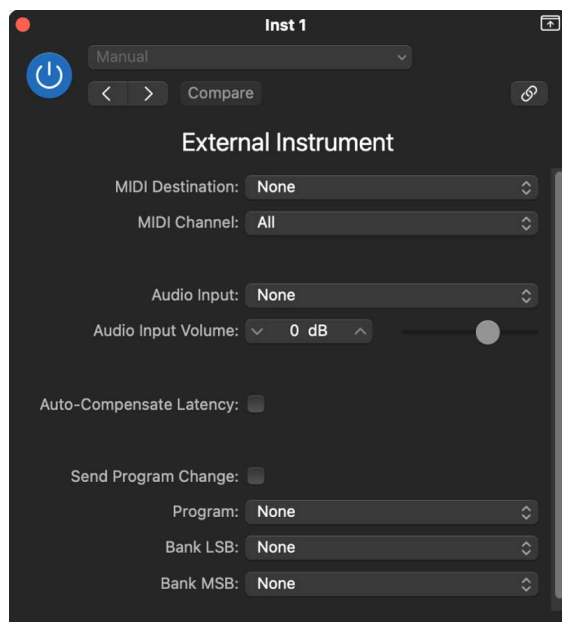 Inst 1
Manual
Compare
External Instrument
MIDI Destination: None
MIDI Channel: All
Audio Input: None
Audio Input Volume: 0 dB
Auto-Compensate Latency:
Send Program Change:
Program: None
Bank LSB: None
Bank MSB: None